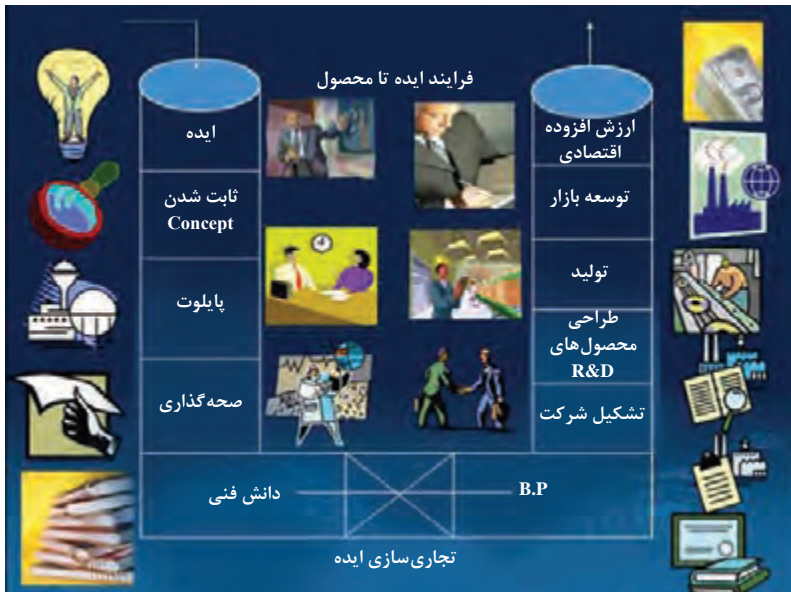 فرایند ایده تا محصول
ایده
ثابت شدن
Concept
پایلوت
صحه‌گذاری
دانش فنی
B.P
تشکیل شرکت
طراحی
محصول‌های
R&D
تولید
توسعه بازار
ارزش افزوده
اقتصادی
تجاری‌سازی ایده